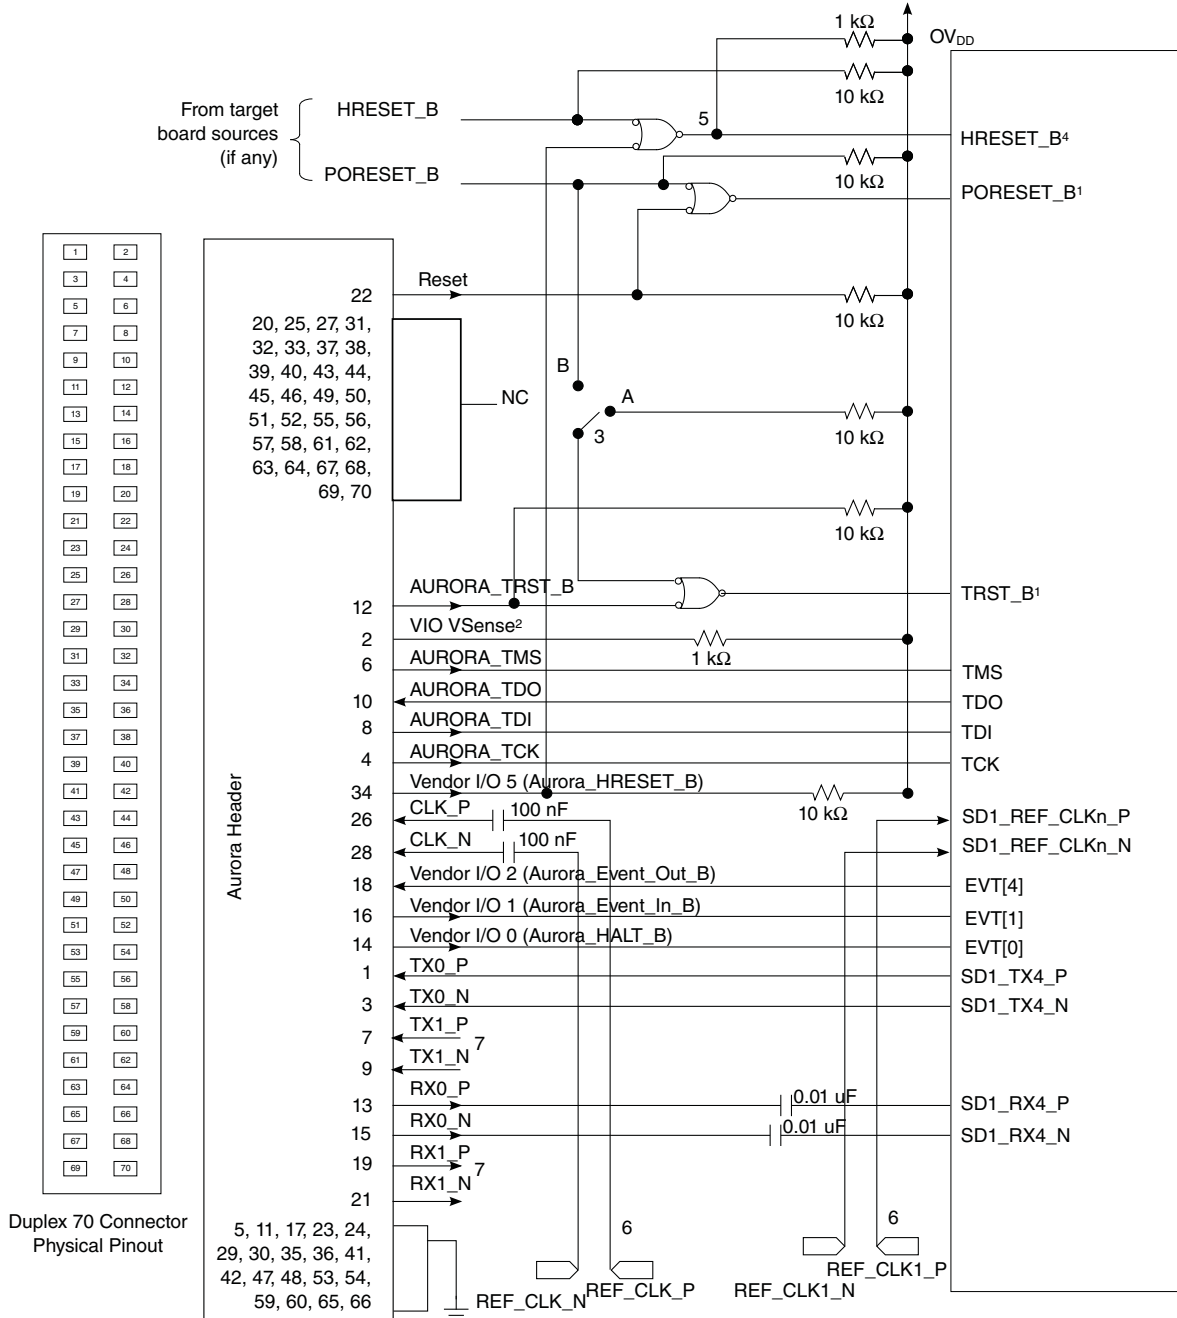 1 kΩ
OVDD
10 kΩ
From target
board sources
(if any)
HRESET_B
5
HRESET_B4
10 kΩ
PORESET_B
PORESET_B1
Reset
22
10 kΩ
20, 25, 27, 31,
32, 33, 37, 38,
39, 40, 43, 44,
45, 46, 49, 50,
51, 52, 55, 56,
57, 58, 61, 62,
63, 64, 67, 68,
69, 70
NC
B
A
3
10 kΩ
10 kΩ
AURORA_TRST_B
12
TRST_B1
VIO VSense2
2
1 kΩ
AURORA_TMS
6
TMS
AURORA_TDO
10
TDO
AURORA_TDI
8
TDI
AURORA_TCK
4
TCK
Vendor I/O 5 (Aurora_HRESET_B)
34
10 kΩ
CLK_P
100 nF
26
SD1_REF_CLKn_P
CLK_N
100 nF
28
SD1_REF_CLKn_N
Vendor I/O 2 (Aurora_Event_Out_B)
18
EVT[4]
Vendor I/O 1 (Aurora_Event_In_B)
16
EVT[1]
Vendor I/O 0 (Aurora_HALT_B)
14
EVT[0]
TX0_P
1
SD1_TX4_P
TX0_N
3
SD1_TX4_N
TX1_P
7
7
TX1_N
9
RX0_P
13
0.01 uF
SD1_RX4_P
RX0_N
15
0.01 uF
SD1_RX4_N
RX1_P
19
7
RX1_N
21
5, 11, 17, 23, 24,
29, 30, 35, 36, 41,
42, 47, 48, 53, 54,
59, 60, 65, 66
6
6
REF_CLK_N
REF_CLK_P
REF_CLK1_N
REF_CLK1_P
Aurora Header
1 2
3 4
5 6
7 8
9 10
11 12
13 14
15 16
17 18
19 20
21 22
23 24
25 26
27 28
29 30
31 32
33 34
35 36
37 38
39 40
41 42
43 44
45 46
47 48
49 50
51 52
53 54
55 56
57 58
59 60
61 62
63 64
65 66
67 68
69 70
Duplex 70 Connector
Physical Pinout